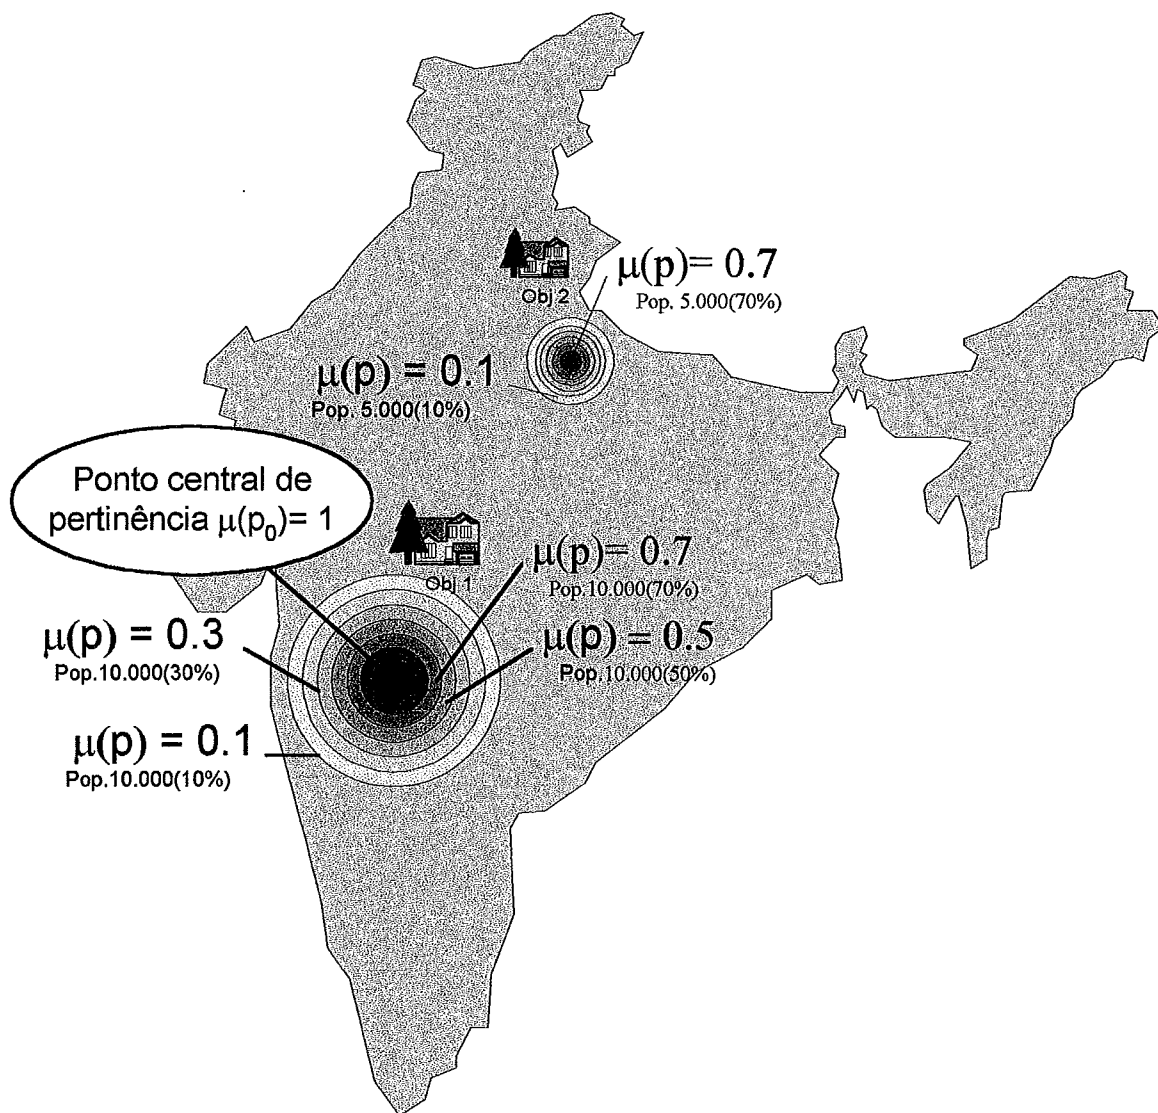 μ(p)= 0.7
Pop. 5.000(70%)
Obj 2
μ(p) = 0.1
Pop. 5.000(10%)
Ponto central de
pertinência μ(p₀)= 1
Obj 1
μ(p)= 0.7
Pop.10.000(70%)
μ(p) = 0.3
Pop.10.000(30%)
μ(p) = 0.5
Pop.10.000(50%)
μ(p) = 0.1
Pop.10.000(10%)